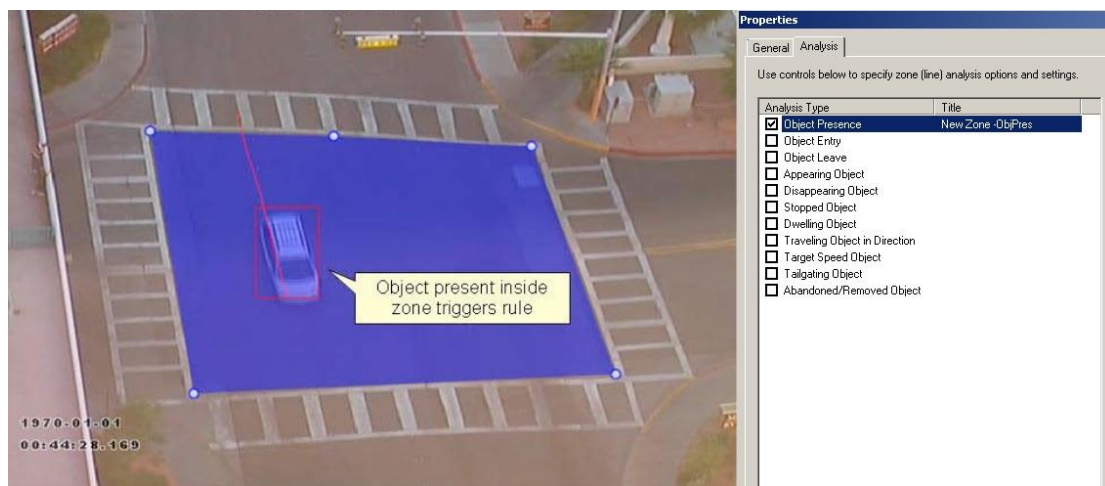 Properties
General
Analysis
Use controls below to specify zone (line) analysis options and settings.
Analysis Type Title
Object Presence New Zone -ObjPres
Object Entry
Object Leave
Appearing Object
Disappearing Object
Stopped Object
Dwelling Object
Traveling Object in Direction
Target Speed Object
Tailgating Object
Abandoned/Removed Object
Object present inside
zone triggers rule
1970-01-01
00:44:28.169